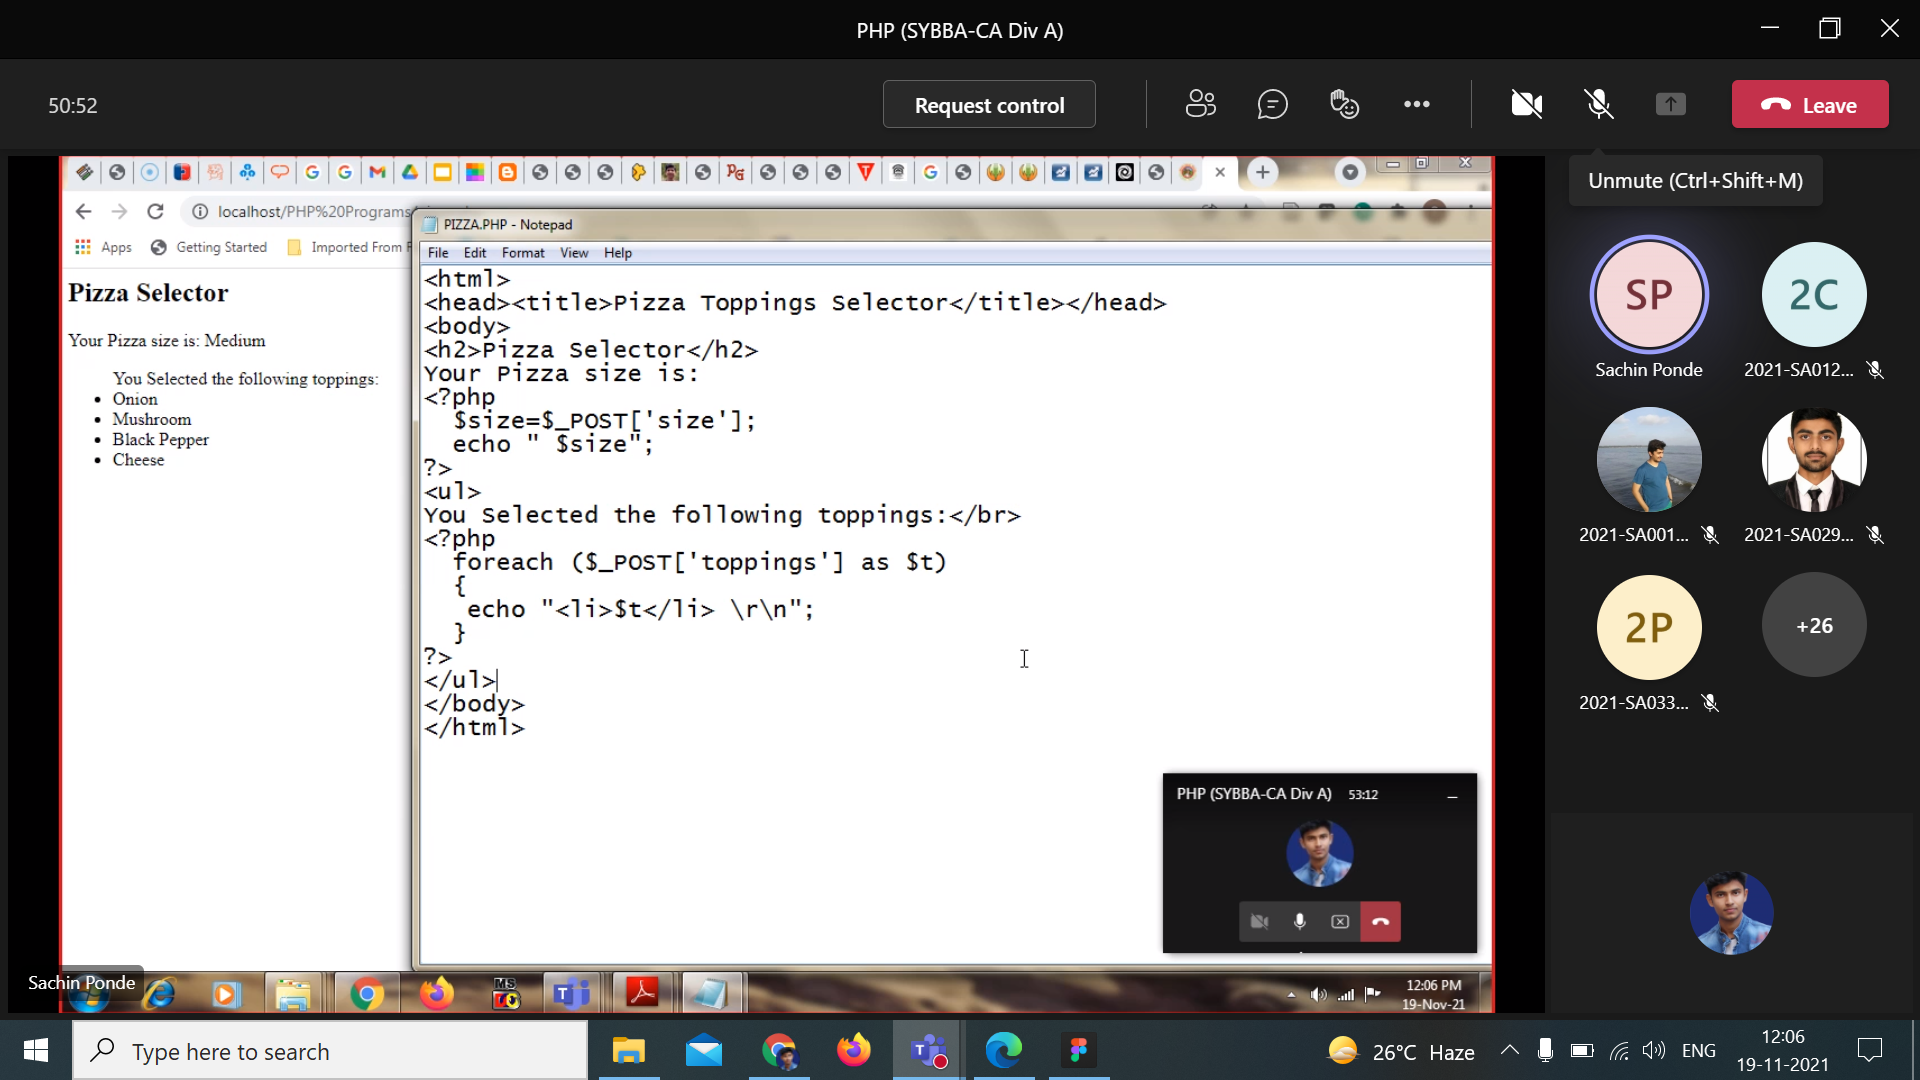 PHP (SYBBA-CA Div A)
50:52
Request control
Leave
Unmute (Ctrl+Shift+M)
localhost/PHP%20Programs
Apps
Getting Started
Imported From
PIZZA.PHP - Notepad
File Edit Format View Help
Pizza Selector
Your Pizza size is: Medium
You Selected the following toppings:
Onion
Mushroom
Black Pepper
Cheese
<html>
<head><title>Pizza Toppings Selector</title></head>
<body>
<h2>Pizza Selector</h2>
Your Pizza size is:
<?php
$size=$_POST['size'];
echo " $size";
?>
<ul>
You Selected the following toppings:</br>
<?php
foreach ($_POST['toppings'] as $t)
{
echo "<li>$t</li> \r\n";
}
?>
</ul>
</body>
</html>
PHP (SYBBA-CA Div A) 53:12
SP
Sachin Ponde
2C
2021-SA012...
2021-SA001...
2021-SA029...
2P
2021-SA033...
+26
Sachin Ponde
MS
12:06 PM
19-Nov-21
Type here to search
26°C Haze
ENG
12:06
19-11-2021